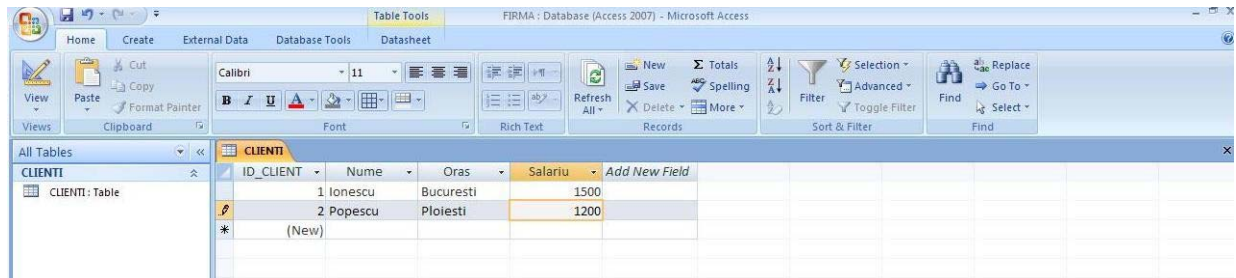 Table Tools FIRMA : Database (Access 2007) - Microsoft Access
Home Create External Data Database Tools Datasheet
View
Views
Paste
Cut
Copy
Format Painter
Clipboard
Calibri 11
B I U A
Font
Rich Text
Refresh All
New
Save
Delete
Σ Totals
Spelling
More
Records
Filter
Selection
Advanced
Toggle Filter
Sort & Filter
Find
Replace
Go To
Select
Find
All Tables
CLIENTI
CLIENTI : Table
CLIENTI
ID_CLIENT Nume Oras Salariu Add New Field
1 Ionescu Bucuresti 1500
2 Popescu Ploiesti 1200
* (New)